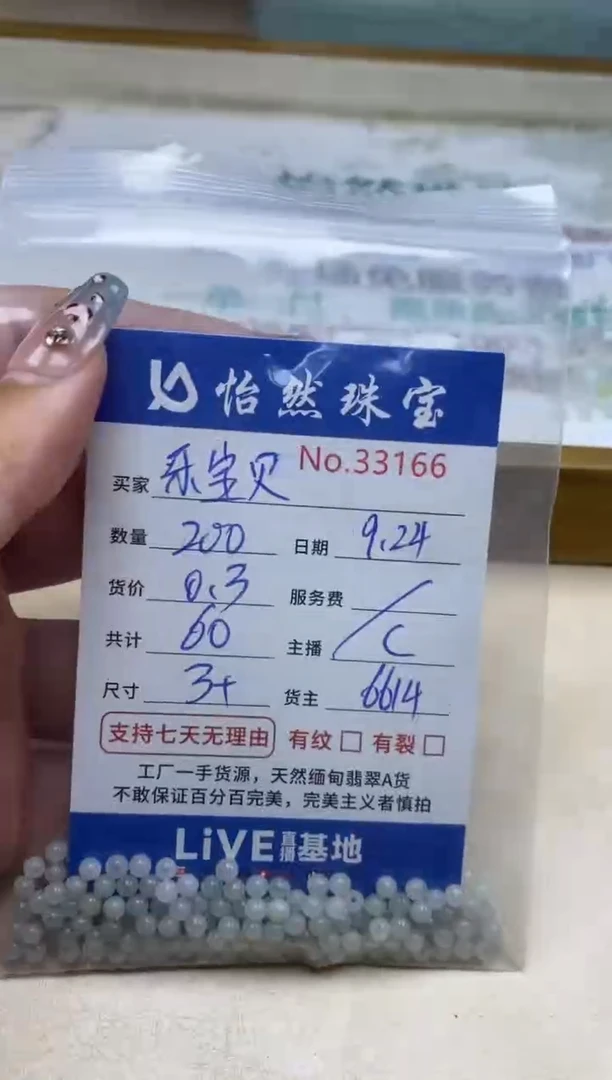 怡然珠宝
No.33166
买家 乐宝贝
数量 200 日期 9.24
货价 0.3 服务费 /
共计 60 主播 C
尺寸 3+ 货主 6614
支持七天无理由 有纹 □ 有裂 □
工厂一手货源，天然缅甸翡翠A货
不敢保证百分百完美，完美主义者慎拍
LiVE直播基地